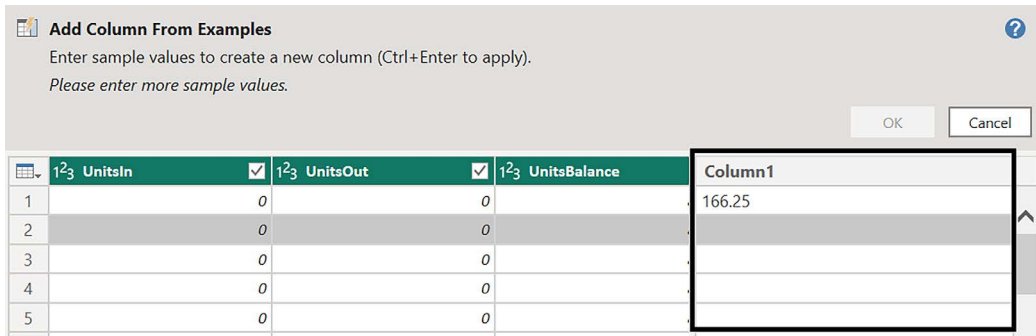 Add Column From Examples
Enter sample values to create a new column (Ctrl+Enter to apply).
Please enter more sample values.
OK Cancel
1²3 UnitsIn 1²3 UnitsOut 1²3 UnitsBalance Column1
1 0 0 166.25
2 0 0
3 0 0
4 0 0
5 0 0